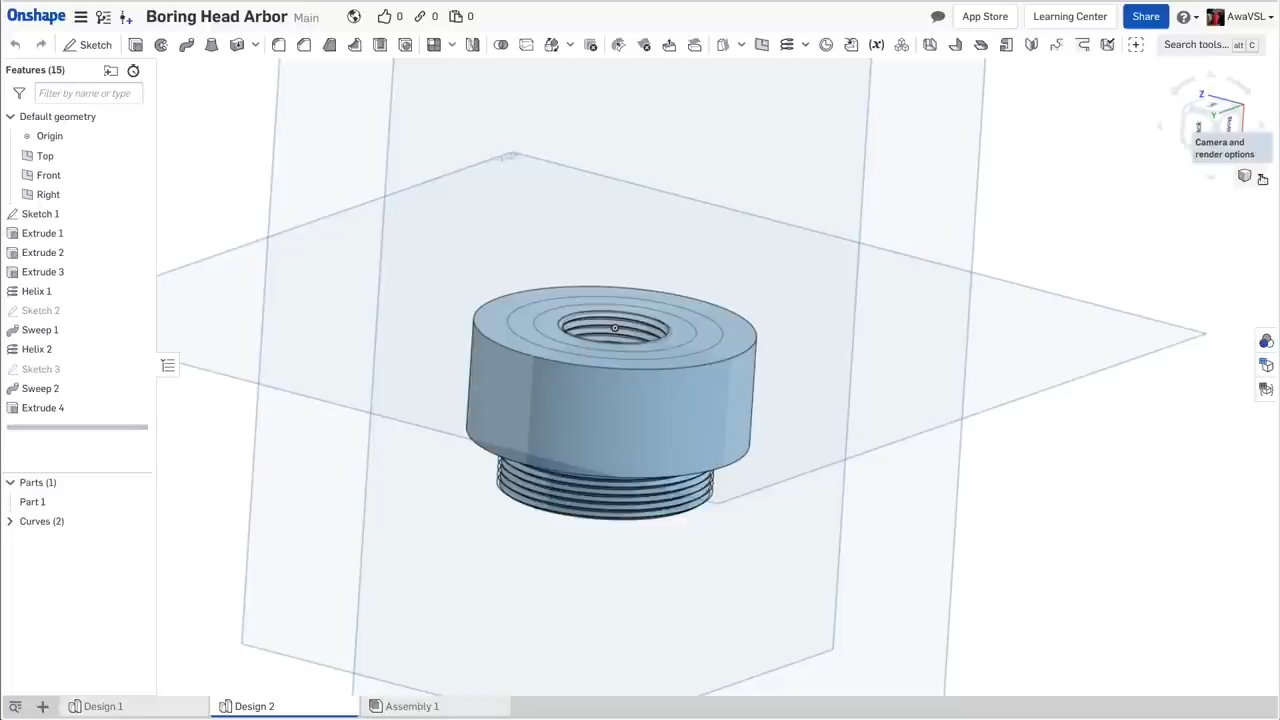 Onshape Boring Head Arbor Main 0 0 0 App Store Learning Center Share AwaVSL
Sketch (x) Search tools... alt C
Features (15)
Filter by name or type
Default geometry
Origin
Top
Front
Right
Sketch 1
Extrude 1
Extrude 2
Extrude 3
Helix 1
Sketch 2
Sweep 1
Helix 2
Sketch 3
Sweep 2
Extrude 4
Parts (1)
Part 1
Curves (2)
Z
Y
Camera and
render options
Design 1 Design 2 Assembly 1